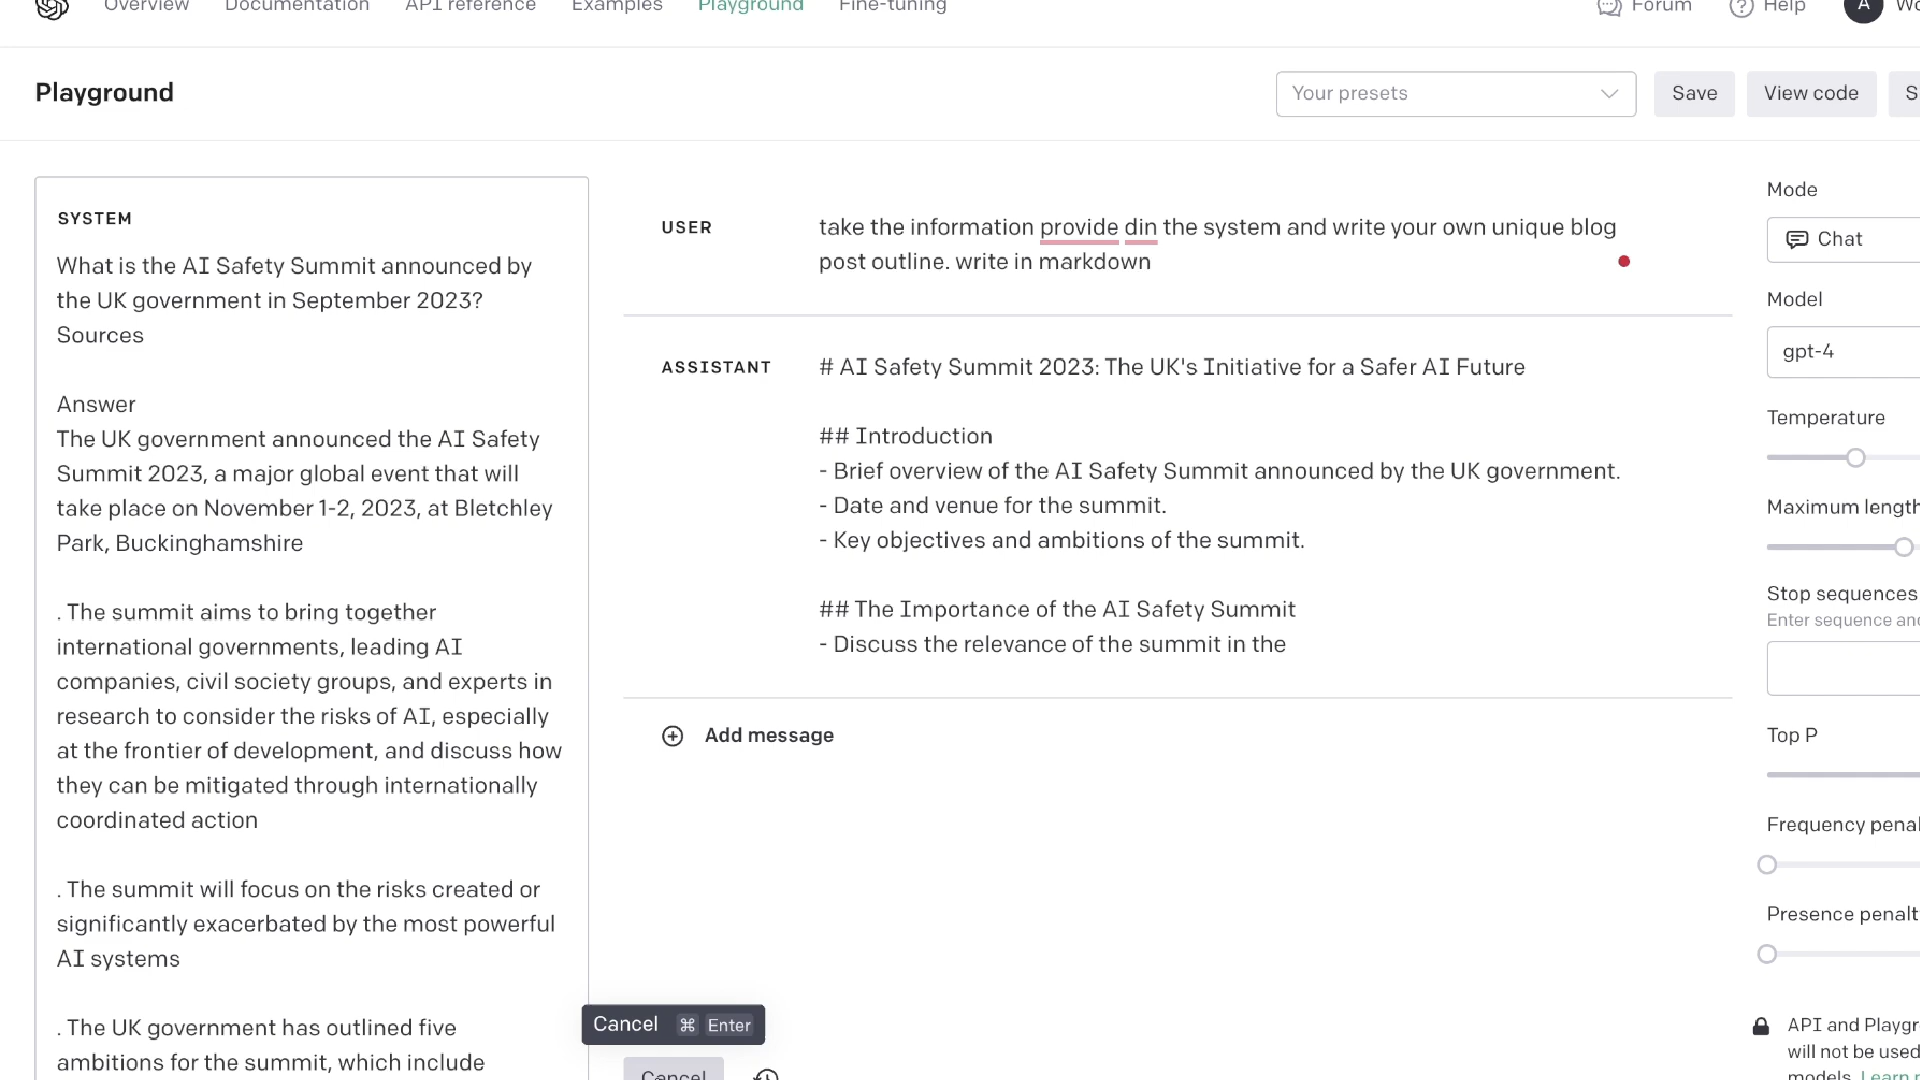 Overview Documentation API reference Examples Playground Fine-tuning Forum Help A
Playground
Your presets
Save
View code
SYSTEM
What is the AI Safety Summit announced by
the UK government in September 2023?
Sources
Answer
The UK government announced the AI Safety
Summit 2023, a major global event that will
take place on November 1-2, 2023, at Bletchley
Park, Buckinghamshire
. The summit aims to bring together
international governments, leading AI
companies, civil society groups, and experts in
research to consider the risks of AI, especially
at the frontier of development, and discuss how
they can be mitigated through internationally
coordinated action
. The summit will focus on the risks created or
significantly exacerbated by the most powerful
AI systems
. The UK government has outlined five
ambitions for the summit, which include
USER
take the information provide din the system and write your own unique blog
post outline. write in markdown
ASSISTANT
# AI Safety Summit 2023: The UK's Initiative for a Safer AI Future
## Introduction
- Brief overview of the AI Safety Summit announced by the UK government.
- Date and venue for the summit.
- Key objectives and ambitions of the summit.
## The Importance of the AI Safety Summit
- Discuss the relevance of the summit in the
Add message
Cancel ⌘ Enter
Cancel
Mode
Chat
Model
gpt-4
Temperature
Maximum length
Stop sequences
Enter sequence
Top P
Frequency
Presence
API and
will not be used